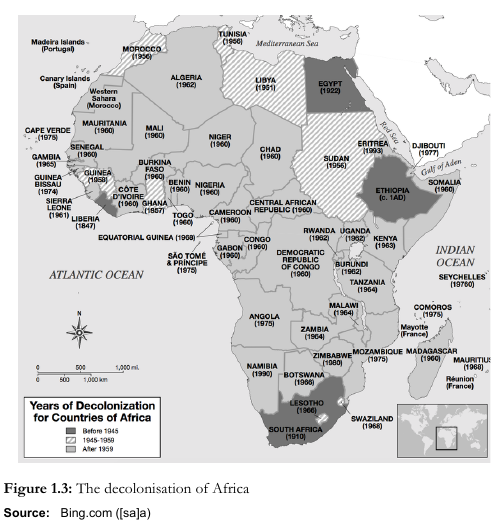 TUNISIA
(1956)
Madeira Islands
(Portugal)
MOROCCO
(1956)
Mediterranean Sea
Canary Islands
(Spain)
ALGERIA
(1962)
LIBYA
(1951)
EGYPT
(1922)
Western
Sahara
(Morocco)
MAURITANIA
(1960)
MALI
(1960)
NIGER
(1960)
CHAD
(1960)
SUDAN
(1956)
Red Sea
ERITREA
(1993)
DJIBOUTI
(1977)
Gulf of Aden
CAPE VERDE
(1975)
SENEGAL
(1960)
GAMBIA
(1965)
GUINEA
BISSAU
(1974)
GUINEA
(1958)
SIERRA
LEONE
(1961)
LIBERIA
(1847)
CÔTE
D'IVOIRE
(1960)
BURKINA
FASO
(1960)
GHANA
(1957)
BENIN
(1960)
TOGO
(1960)
NIGERIA
(1960)
CAMEROON
(1960)
CENTRAL AFRICAN
REPUBLIC (1960)
ETHIOPIA
(c. 1AD)
SOMALIA
(1960)
EQUATORIAL GUINEA (1968)
SÃO TOMÉ
& PRÍNCIPE
(1975)
GABON
(1960)
CONGO
(1960)
DEMOCRATIC
REPUBLIC
OF CONGO
(1960)
RWANDA
(1962)
UGANDA
(1962)
KENYA
(1963)
BURUNDI
(1962)
TANZANIA
(1964)
INDIAN
OCEAN
SEYCHELLES
(19760)
ATLANTIC OCEAN
COMOROS
(1975)
Mayotte
(France)
MALAWI
(1964)
ANGOLA
(1975)
ZAMBIA
(1964)
N
0 500 1,000 mi.
0 500 1,000 km
ZIMBABWE
(1980)
MOZAMBIQUE
(1975)
MADAGASCAR
(1960)
MAURITIUS
(1968)
Réunion
(France)
NAMIBIA
(1990)
BOTSWANA
(1966)
LESOTHO
(1966)
SWAZILAND
(1968)
SOUTH AFRICA
(1910)
Years of Decolonization
for Countries of Africa
Before 1945
1945-1959
After 1959
Figure 1.3: The decolonisation of Africa
Source: Bing.com ([sa]a)